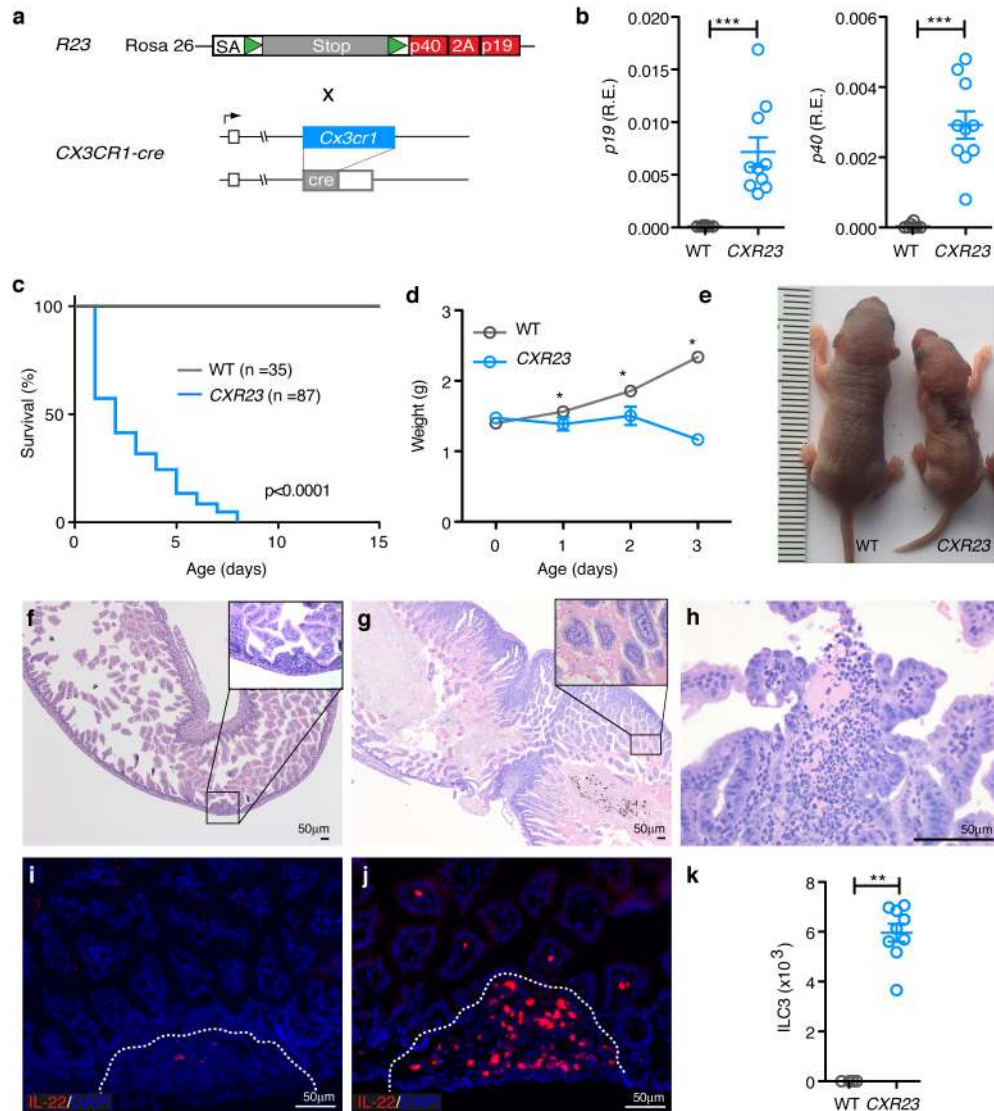 a
R23
Rosa 26
SA
Stop
p40
2A
p19
x
CX3CR1-cre
Cx3cr1
cre
b
0.020
0.015
0.010
0.005
0.000
p19 (R.E.)
***
WT
CXR23
0.006
0.004
0.002
0.000
p40 (R.E.)
***
WT
CXR23
c
100
50
0
Survival (%)
WT (n =35)
CXR23 (n =87)
p<0.0001
0
5
10
15
Age (days)
d
3
2
1
0
Weight (g)
WT
CXR23
*
*
*
0
1
2
3
Age (days)
e
WT
CXR23
f
50µm
g
50µm
h
50µm
i
IL-22/DAPI
50µm
j
IL-22/DAPI
50µm
k
8
6
4
2
0
ILC3 (x10 3)
**
WT
CXR23